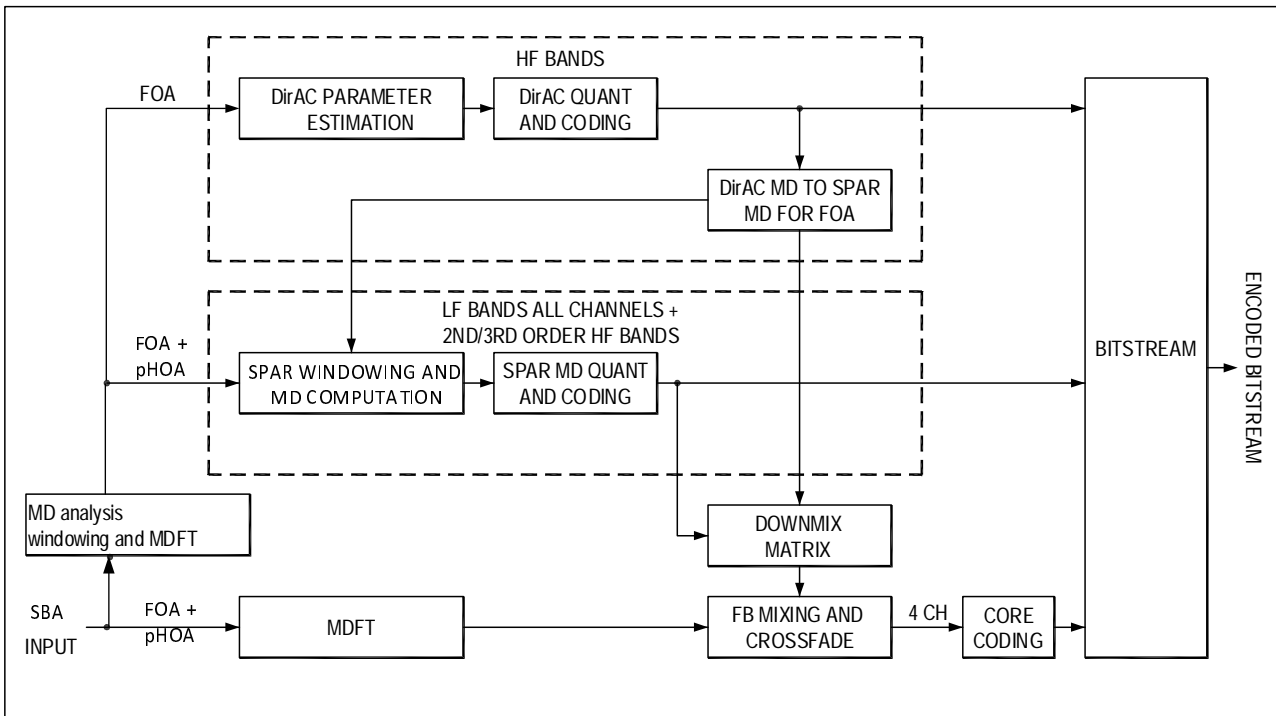 HF BANDS
FOA
DirAC PARAMETER
ESTIMATION
DirAC QUANT
AND CODING
DirAC MD TO SPAR
MD FOR FOA
LF BANDS ALL CHANNELS +
2ND/3RD ORDER HF BANDS
FOA +
pHOA
SPAR WINDOWING AND
MD COMPUTATION
SPAR MD QUANT
AND CODING
BITSTREAM
ENCODED BITSTREAM
MD analysis
windowing and MDFT
DOWNMIX
MATRIX
SBA
INPUT
FOA +
pHOA
MDFT
FB MIXING AND
CROSSFADE
4 CH
CORE
CODING